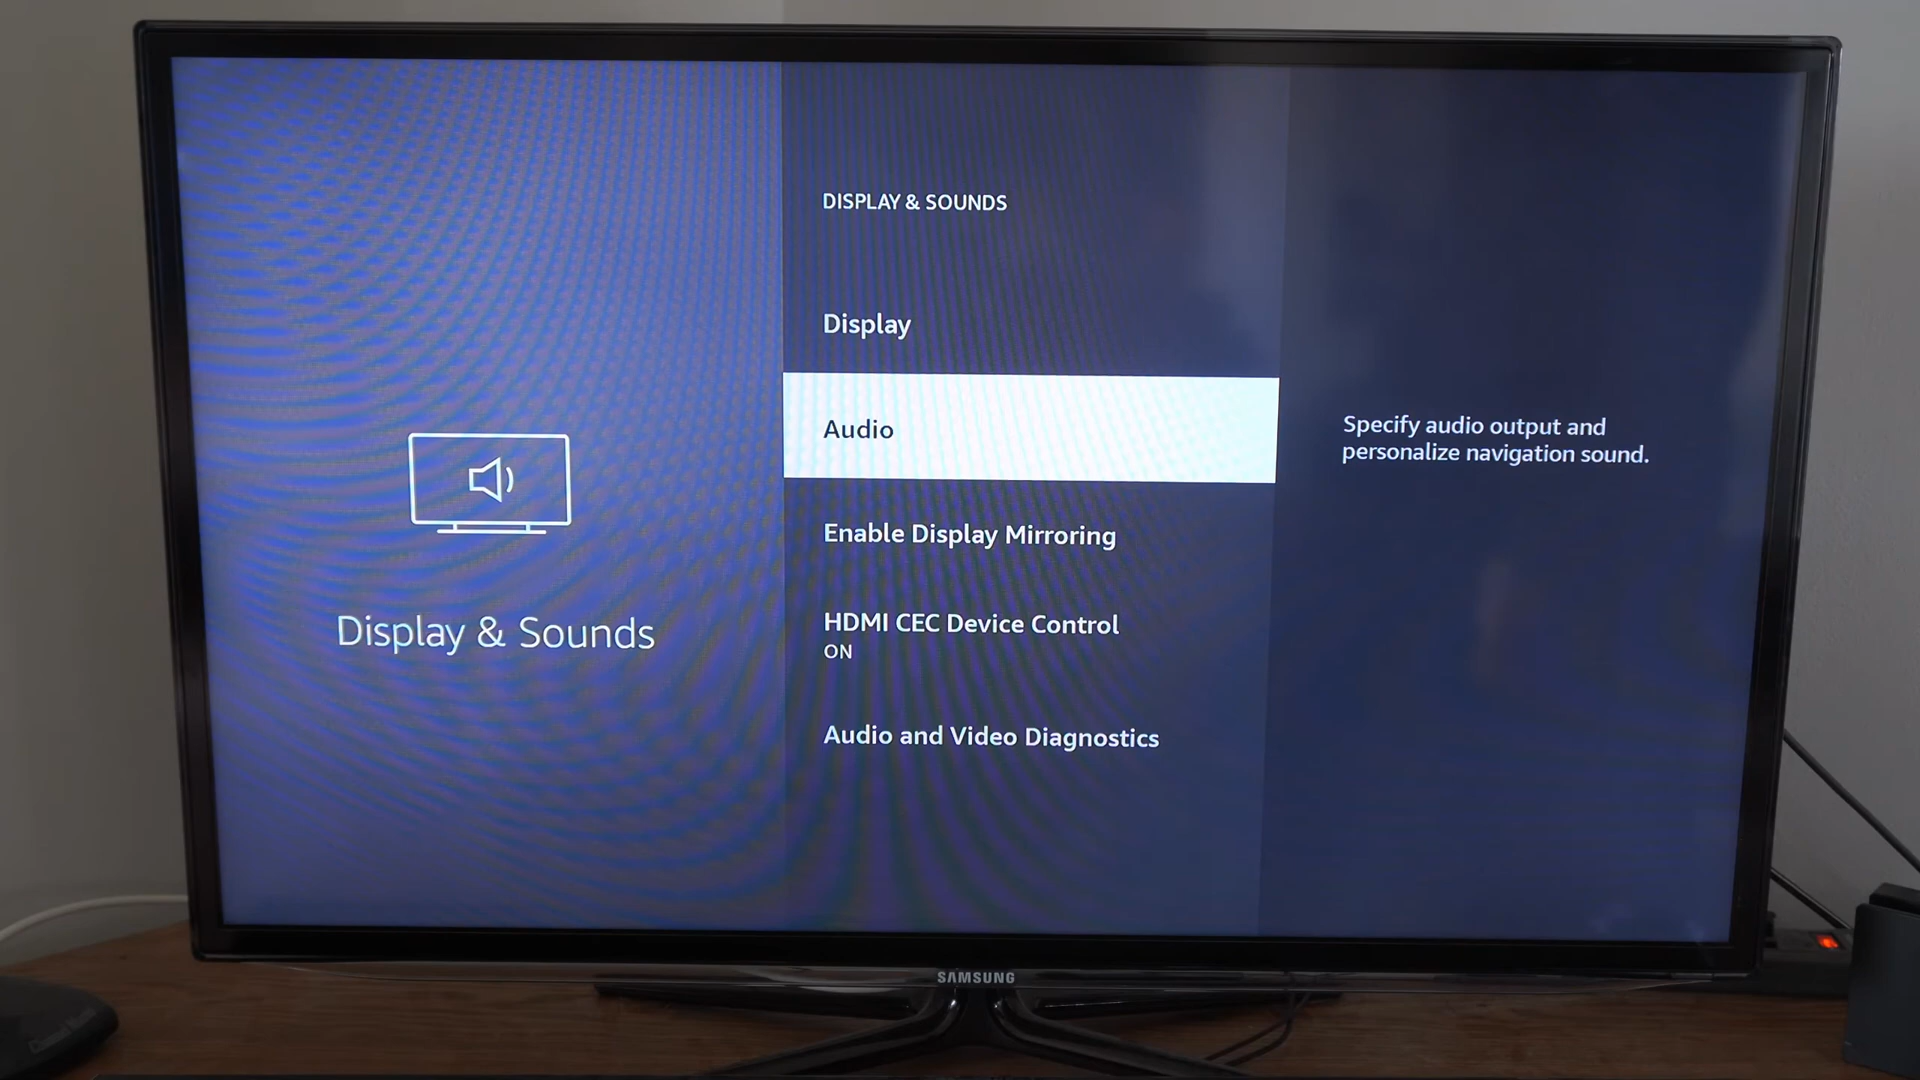 DISPLAY & SOUNDS
Display
Audio
Enable Display Mirroring
HDMI CEC Device Control
ON
Audio and Video Diagnostics
Display & Sounds
Specify audio output and
personalize navigation sound.
SAMSUNG